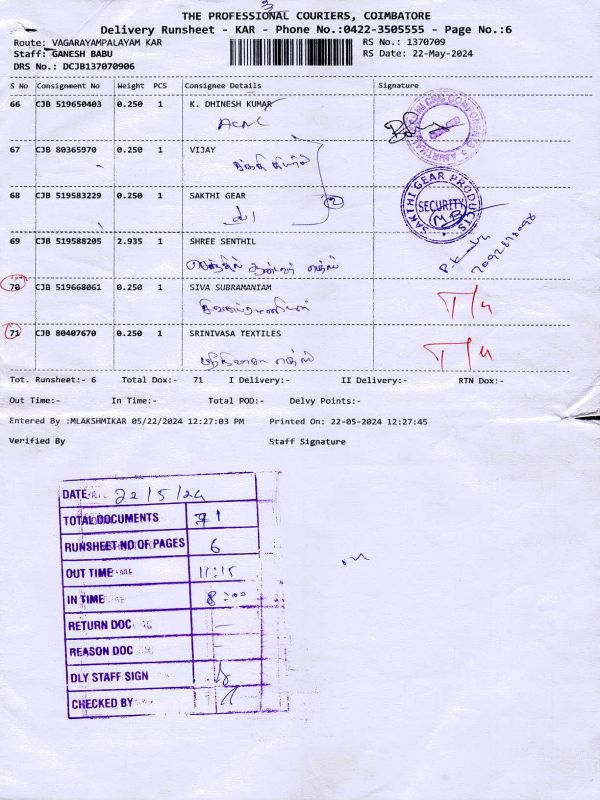 THE PROFESSIONAL COURIERS, COIMBATORE
Delivery Runsheet - KAR - Phone No.:0422-3505555 - Page No.:6
Route: VAGARAYAMPALAYAM KAR
RS No.: 1370709
Staff: GANESH BABU
RS Date: 22-May-2024
DRS No.: DCJB137070906
S No Consignment No Weight PCS Consignee Details Signature
66 CJB 519650403 0.250 1 K. DHINESH KUMAR
67 CJB 80365970 0.250 1 VIJAY
68 CJB 519583229 0.250 1 SAKTHI GEAR
SAKTHI GEAR PRODUCTS
SECURITY
69 CJB 519588205 2.935 1 SHREE SENTHIL
7092878098
70 CJB 519668061 0.250 1 SIVA SUBRAMANIAM
71 CJB 80407670 0.250 1 SRINIVASA TEXTILES
Tot. Runsheet:- 6 Total Dox:- 71 I Delivery:- II Delivery:- RTN Dox:-
Out Time:- In Time:- Total POD:- Delvy Points:-
Entered By :MLAKSHMIKAR 05/22/2024 12:27:03 PM Printed On: 22-05-2024 12:27:45
Verified By Staff Signature
DATE 22/5/24
TOTAL DOCUMENTS 71
RUNSHEET NO OF PAGES 6
OUT TIME 11:15
IN TIME 8:00
RETURN DOC -
REASON DOC -
DLY STAFF SIGN
CHECKED BY